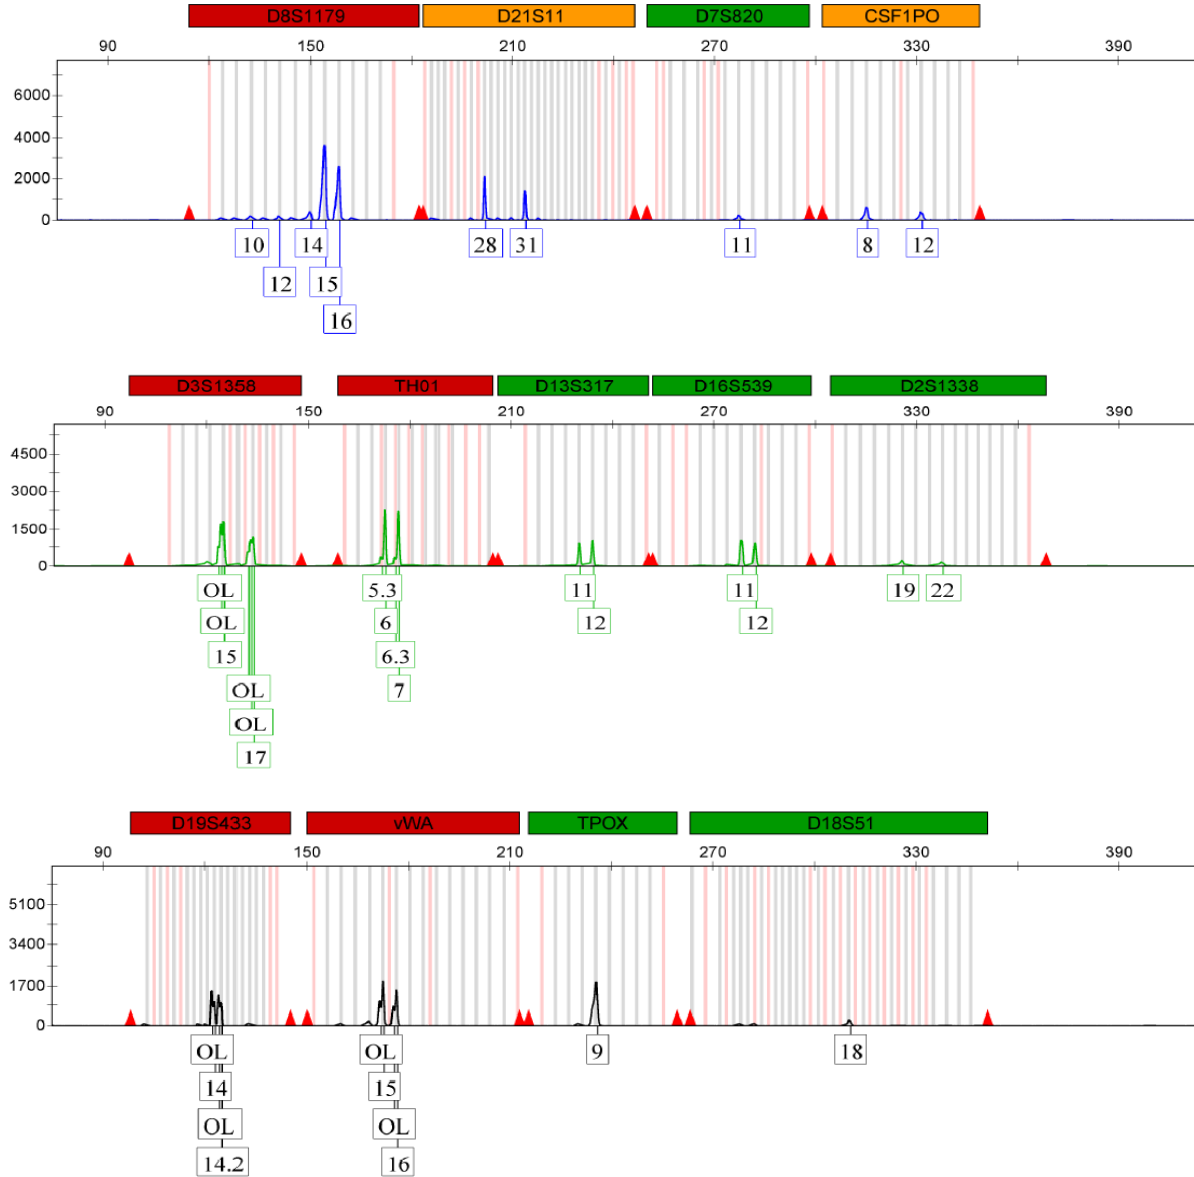 D8S1179 D21S11 D7S820 CSF1PO
90 150 210 270 330 390
6000
4000
2000
0
10 14 28 31 11 8 12
12 15
16
D3S1358 TH01 D13S317 D16S539 D2S1338
90 150 210 270 330 390
4500
3000
1500
0
OL 5.3 11 11 19 22
OL 6 12 12
15 6.3
OL 7
OL
17
D19S433 vWA TPOX D18S51
90 150 210 270 330 390
5100
3400
1700
0
OL OL 9 18
14 15
OL OL
14.2 16